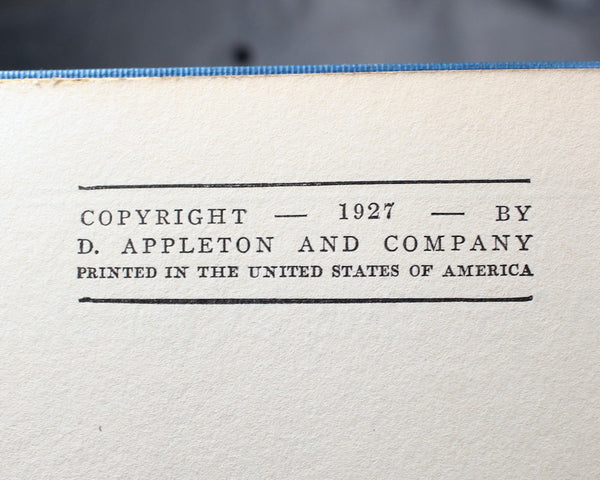 COPYRIGHT — 1927 — BY
D. APPLETON AND COMPANY
PRINTED IN THE UNITED STATES OF AMERICA